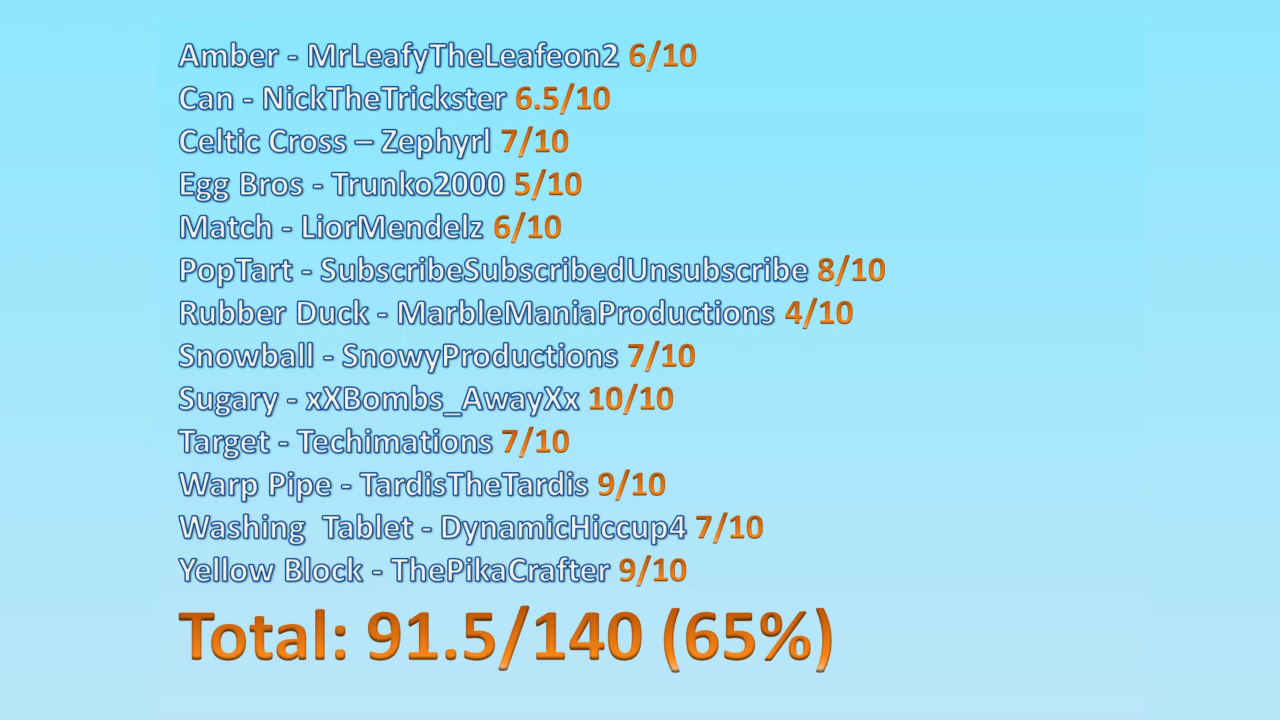 Amber - MrLeafyTheLeafeon2 6/10
Can - NickTheTrickster 6.5/10
Celtic Cross – Zephyrl 7/10
Egg Bros - Trunko2000 5/10
Match - LiorMendelz 6/10
PopTart - SubscribeSubscribedUnsubscribe 8/10
Rubber Duck - MarbleManiaProductions 4/10
Snowball - SnowyProductions 7/10
Sugary - xXBombs_AwayXx 10/10
Target - Techimations 7/10
Warp Pipe - TardisTheTardis 9/10
Washing  Tablet - DynamicHiccup4 7/10
Yellow Block - ThePikaCrafter 9/10
Total: 91.5/140 (65%)